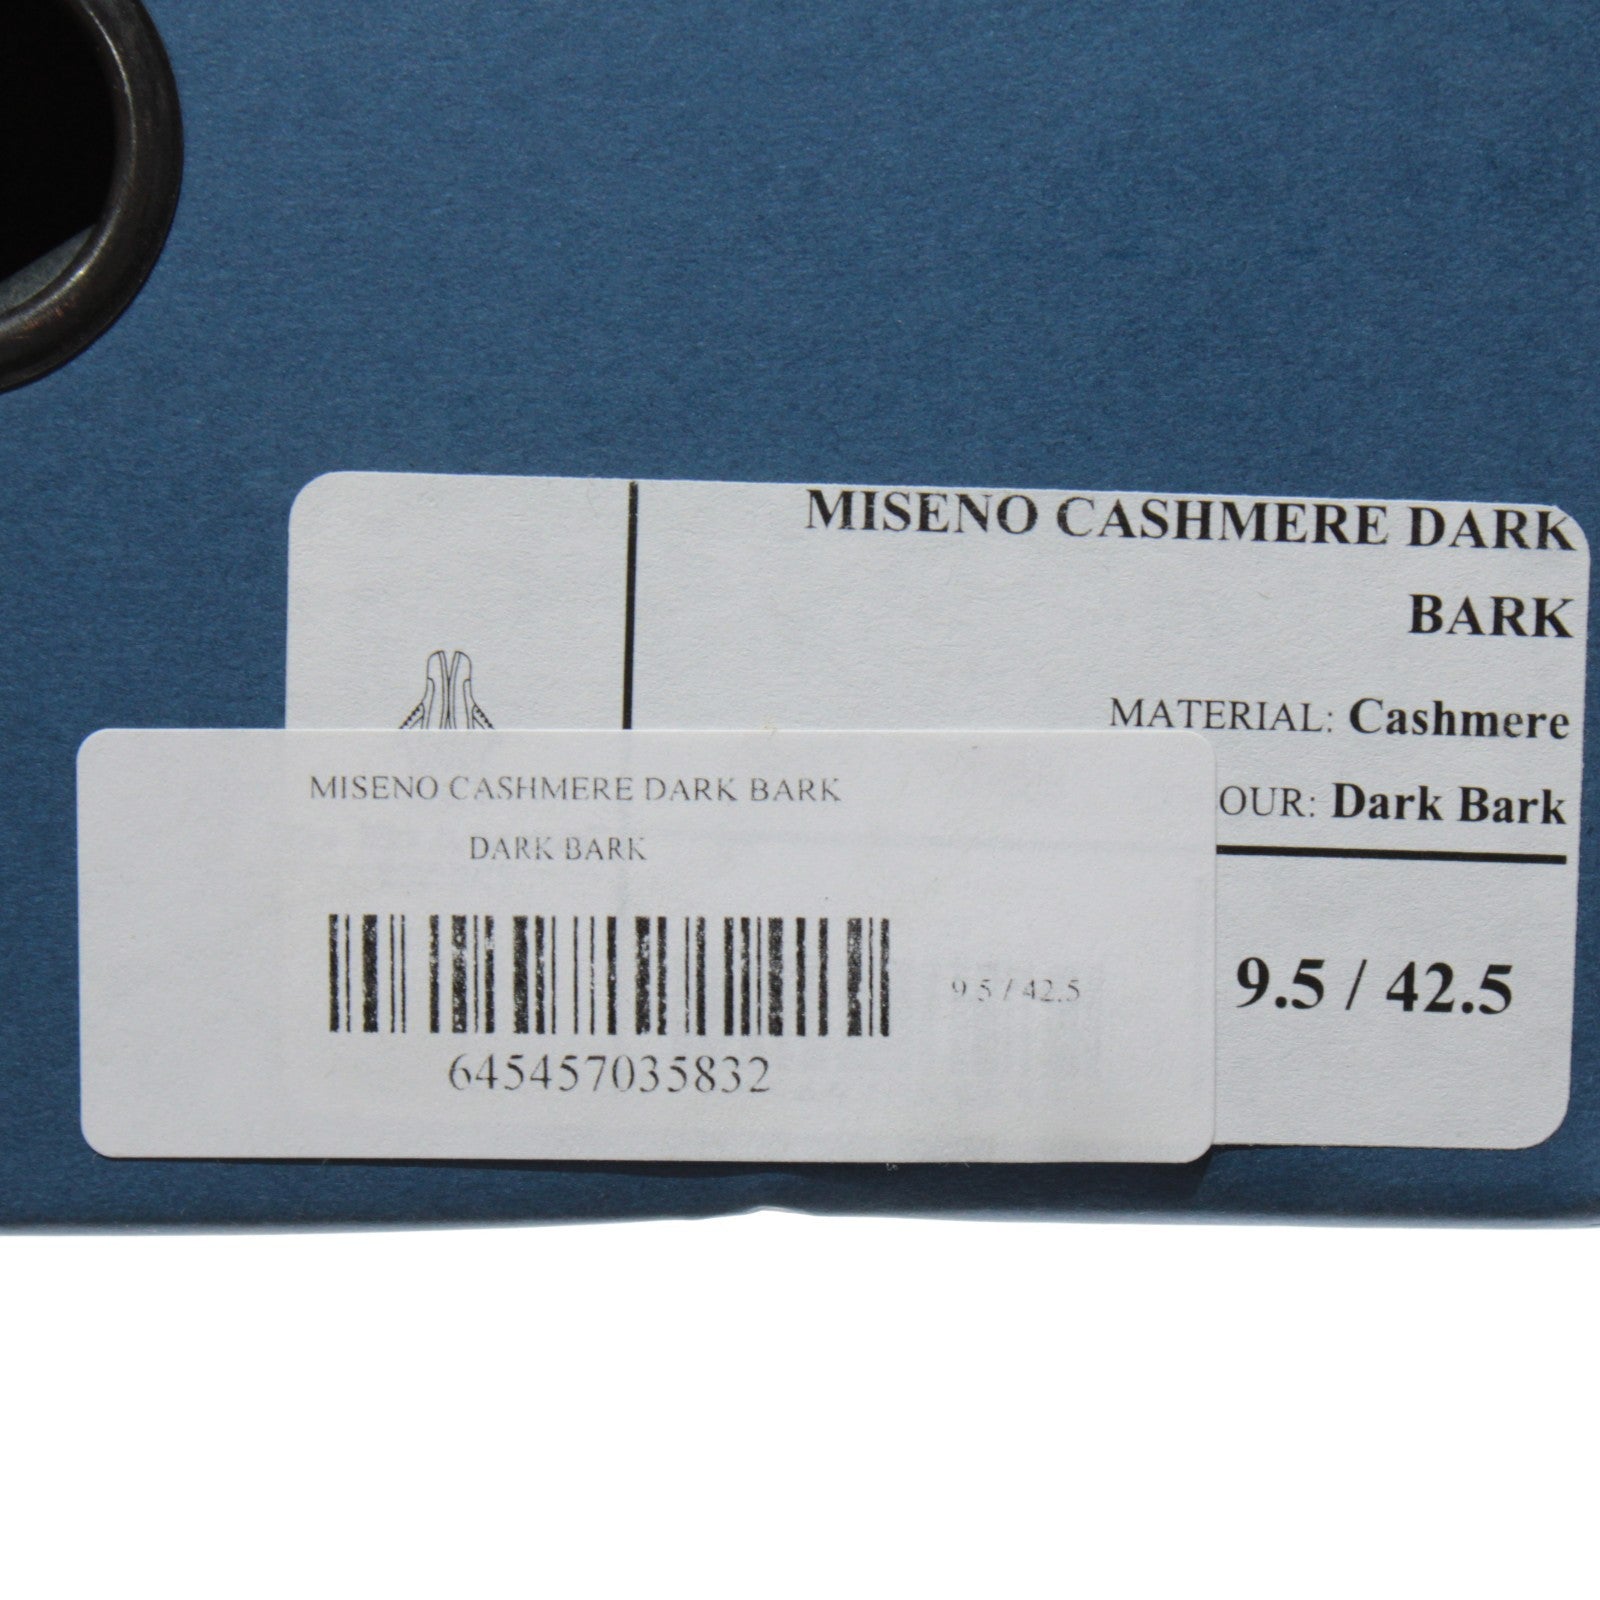 MISENO CASHMERE DARK
BARK
MATERIAL: Cashmere
OUR: Dark Bark
9.5 / 42.5
MISENO CASHMERE DARK BARK
DARK BARK
9.5 / 42.5
645457035832